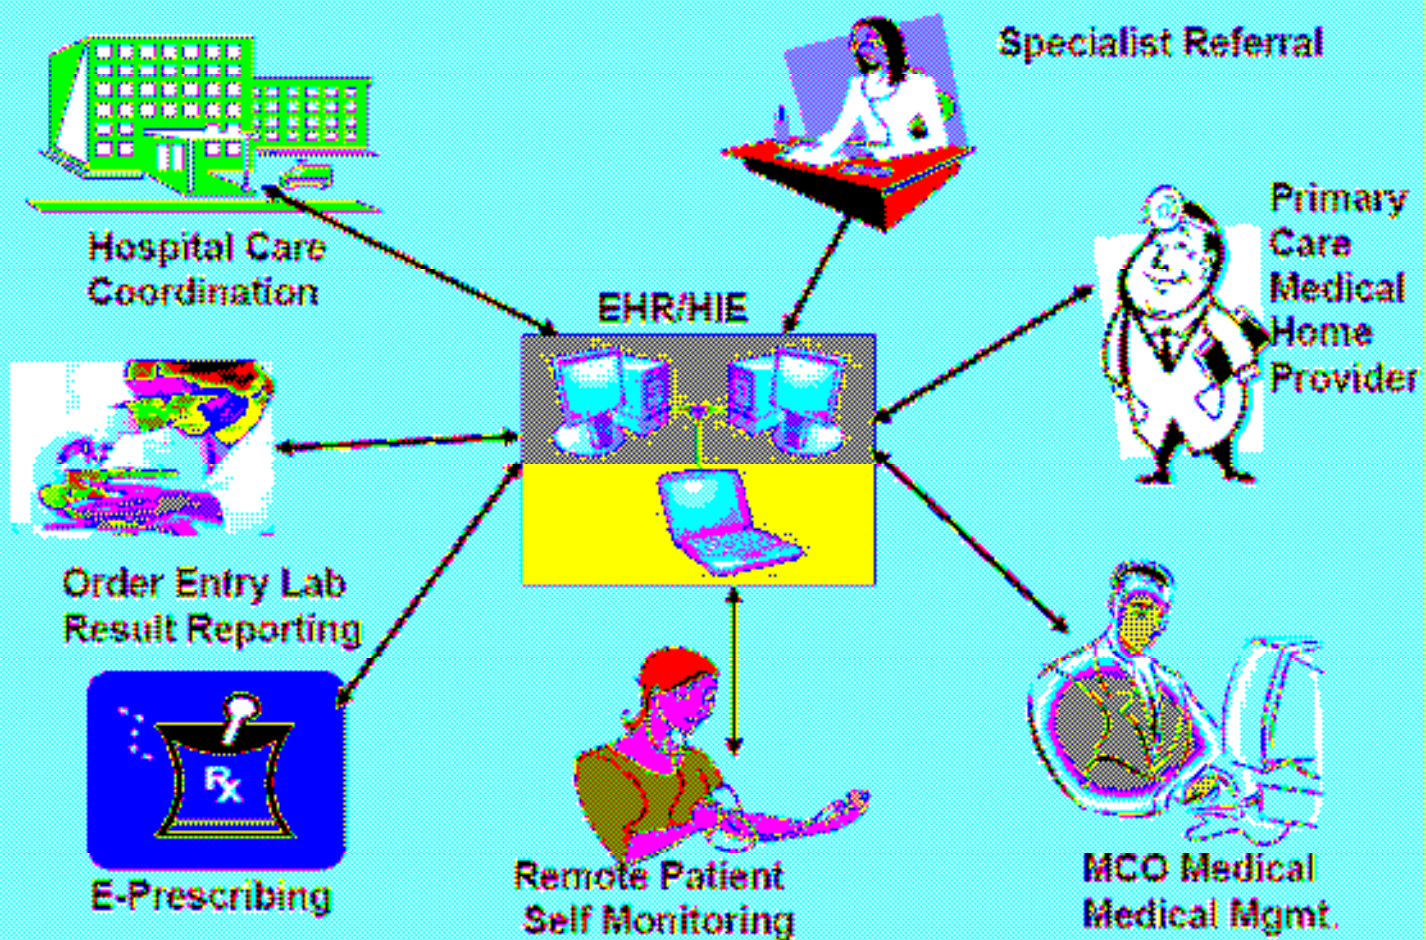 Specialist Referral
Hospital Care
Coordination
EHR/HIE
Primary
Care
Medical
Home
Provider
Order Entry Lab
Result Reporting
Rx
E-Prescribing
Remote Patient
Self Monitoring
MCO Medical
Medical Mgmt.